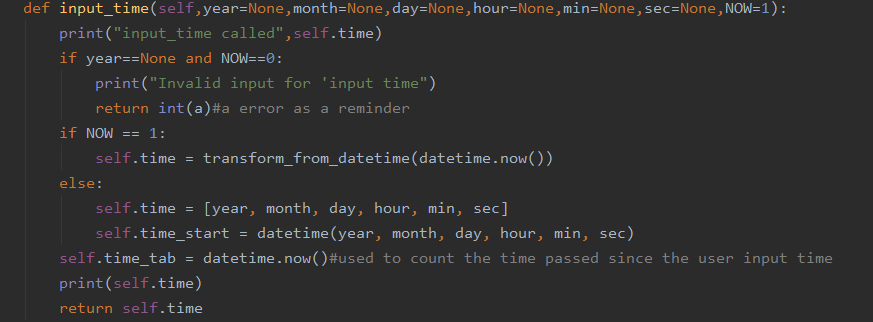 def input_time(self,year=None,month=None,day=None,hour=None,min=None,sec=None,NOW=1):
    print("input_time called",self.time)
    if year==None and NOW==0:
        print("Invalid input for 'input time")
        return int(a)#a error as a reminder
    if NOW == 1:
        self.time = transform_from_datetime(datetime.now())
    else:
        self.time = [year, month, day, hour, min, sec]
        self.time_start = datetime(year, month, day, hour, min, sec)
    self.time_tab = datetime.now()#used to count the time passed since the user input time
    print(self.time)
    return self.time